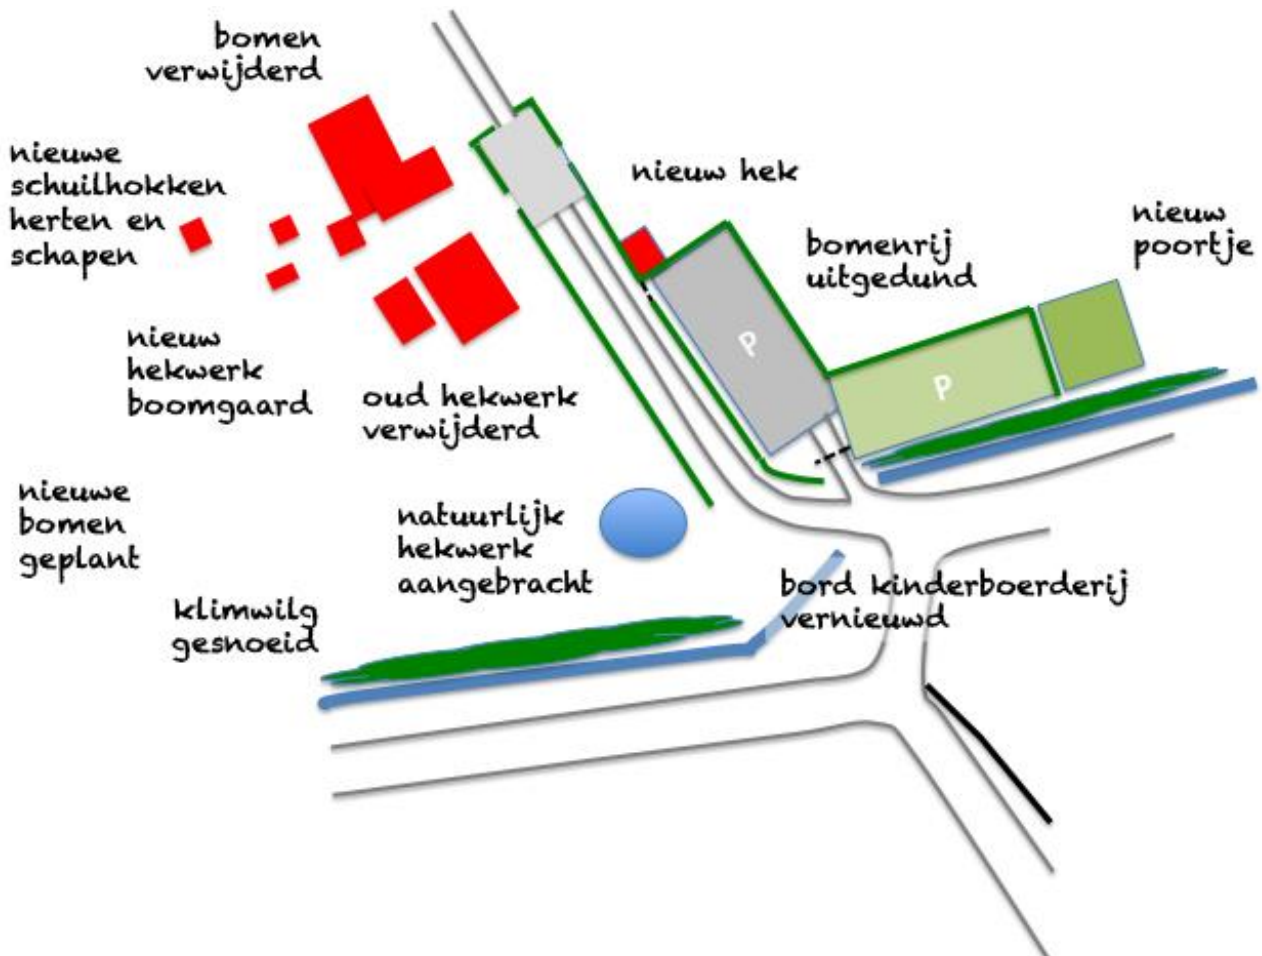 bomen
verwijderd
nieuwe
schuilhokken
herten en
schapen
nieuw hek
nieuw
poortje
bomenrij
uitgedund
P
P
nieuw
hekwerk
boomgaard
oud hekwerk
verwijderd
nieuwe
bomen
geplant
natuurlijk
hekwerk
aangebracht
bord kinderboerderij
vernieuwd
klimwilg
gesnoeid